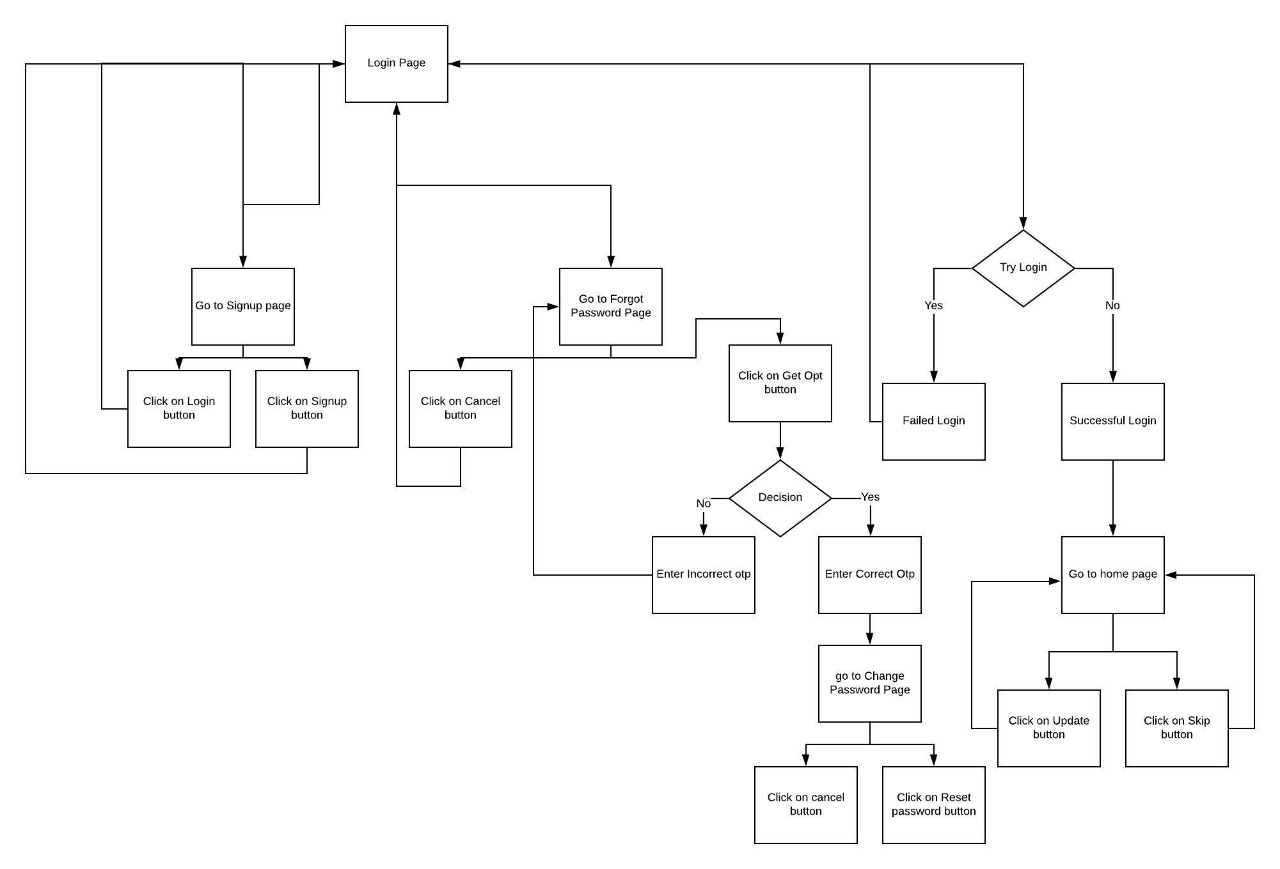 Login Page
Try Login
Go to Signup page
Go to Forgot
Password Page
Yes
No
Click on Login
button
Click on Signup
button
Click on Cancel
button
Click on Get Opt
button
Failed Login
Successful Login
Decision
No
Yes
Enter Incorrect otp
Enter Correct Otp
Go to home page
go to Change
Password Page
Click on Update
button
Click on Skip
button
Click on cancel
button
Click on Reset
password button